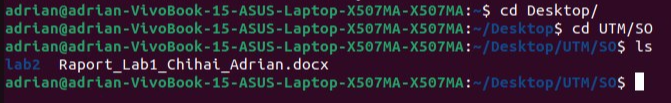 adrian@adrian-VivoBook-15-ASUS-Laptop-X507MA-X507MA:~$ cd Desktop/
adrian@adrian-VivoBook-15-ASUS-Laptop-X507MA-X507MA:~/Desktop$ cd UTM/SO
adrian@adrian-VivoBook-15-ASUS-Laptop-X507MA-X507MA:~/Desktop/UTM/SO$ ls
lab2  Raport_Lab1_Chihai_Adrian.docx
adrian@adrian-VivoBook-15-ASUS-Laptop-X507MA-X507MA:~/Desktop/UTM/SO$